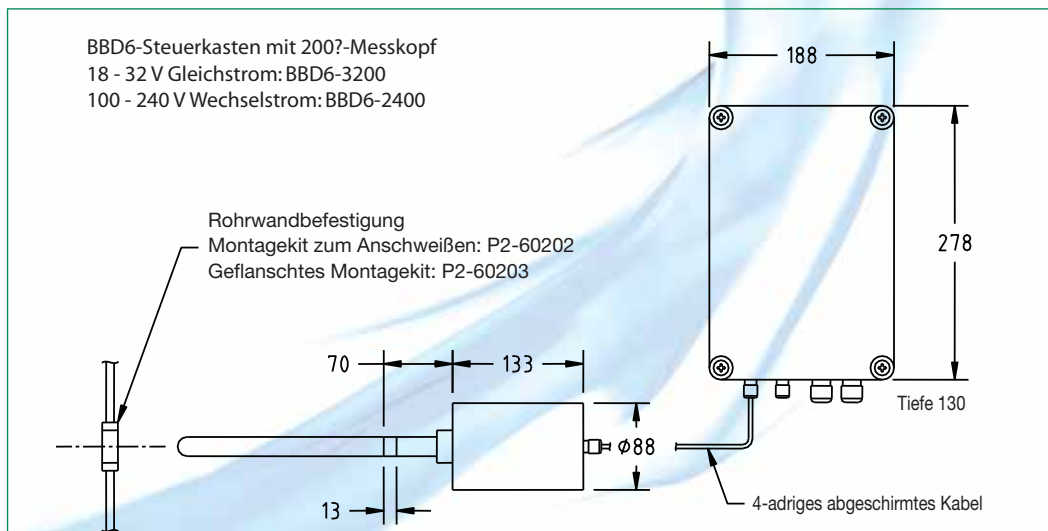 BBD6-Steuerkasten mit 200?-Messkopf
18 - 32 V Gleichstrom: BBD6-3200
100 - 240 V Wechselstrom: BBD6-2400
188
Rohrwandbefestigung
Montagekit zum Anschweißen: P2-60202
Geflanschtes Montagekit: P2-60203
278
70
133
Tiefe 130
ϕ88
13
4-adriges abgeschirmtes Kabel